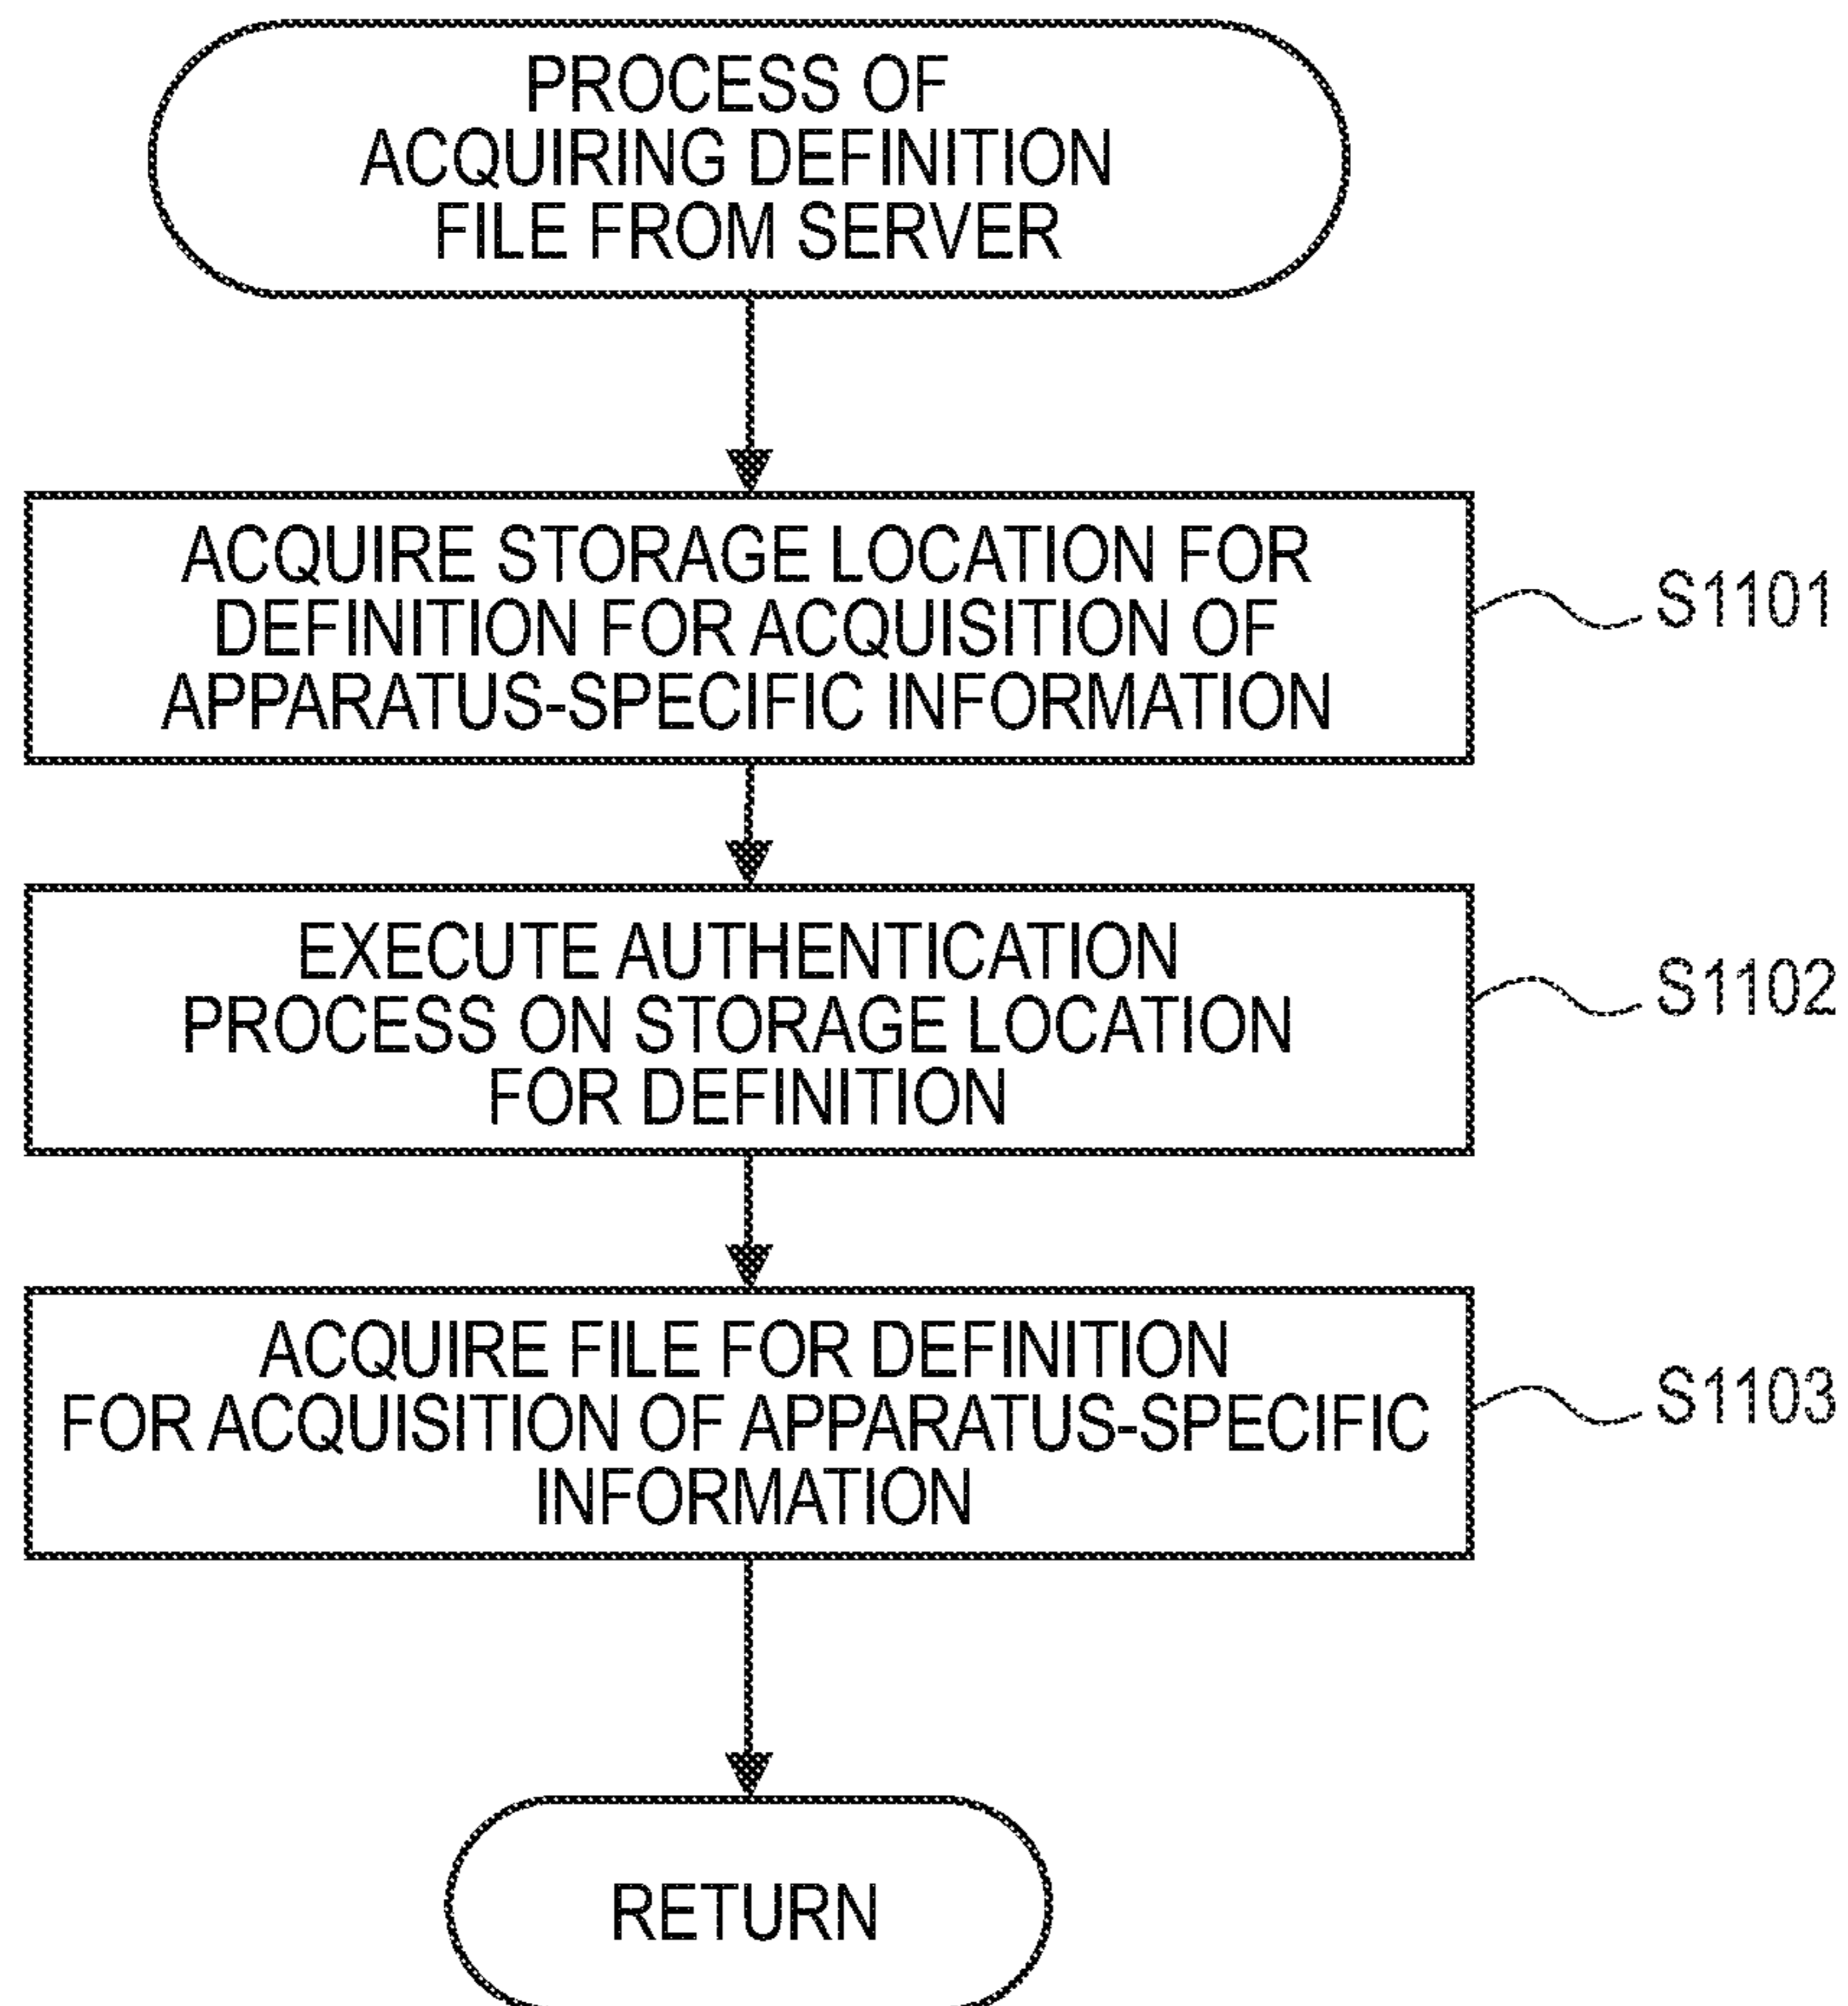 PROCESS OF
ACQUIRING DEFINITION
FILE FROM SERVER
ACQUIRE STORAGE LOCATION FOR
DEFINITION FOR ACQUISITION OF
APPARATUS-SPECIFIC INFORMATION
S1101
EXECUTE AUTHENTICATION
PROCESS ON STORAGE LOCATION
FOR DEFINITION
S1102
ACQUIRE FILE FOR DEFINITION
FOR ACQUISITION OF APPARATUS-SPECIFIC
INFORMATION
S1103
RETURN